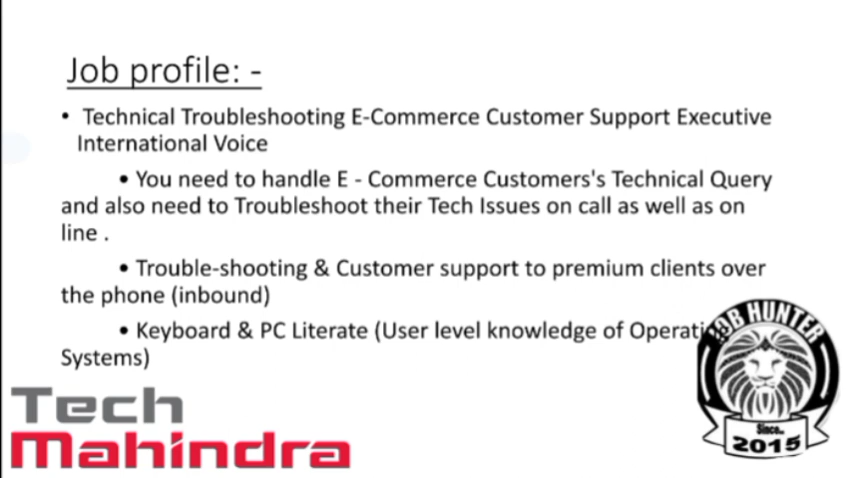 Job profile: -
• Technical Troubleshooting E-Commerce Customer Support Executive
International Voice
• You need to handle E - Commerce Customers's Technical Query
and also need to Troubleshoot their Tech Issues on call as well as on
line .
• Trouble-shooting & Customer support to premium clients over
the phone (inbound)
• Keyboard & PC Literate (User level knowledge of
Systems)
Tech
Mahindra
JOB HUNTER
Since..
2015